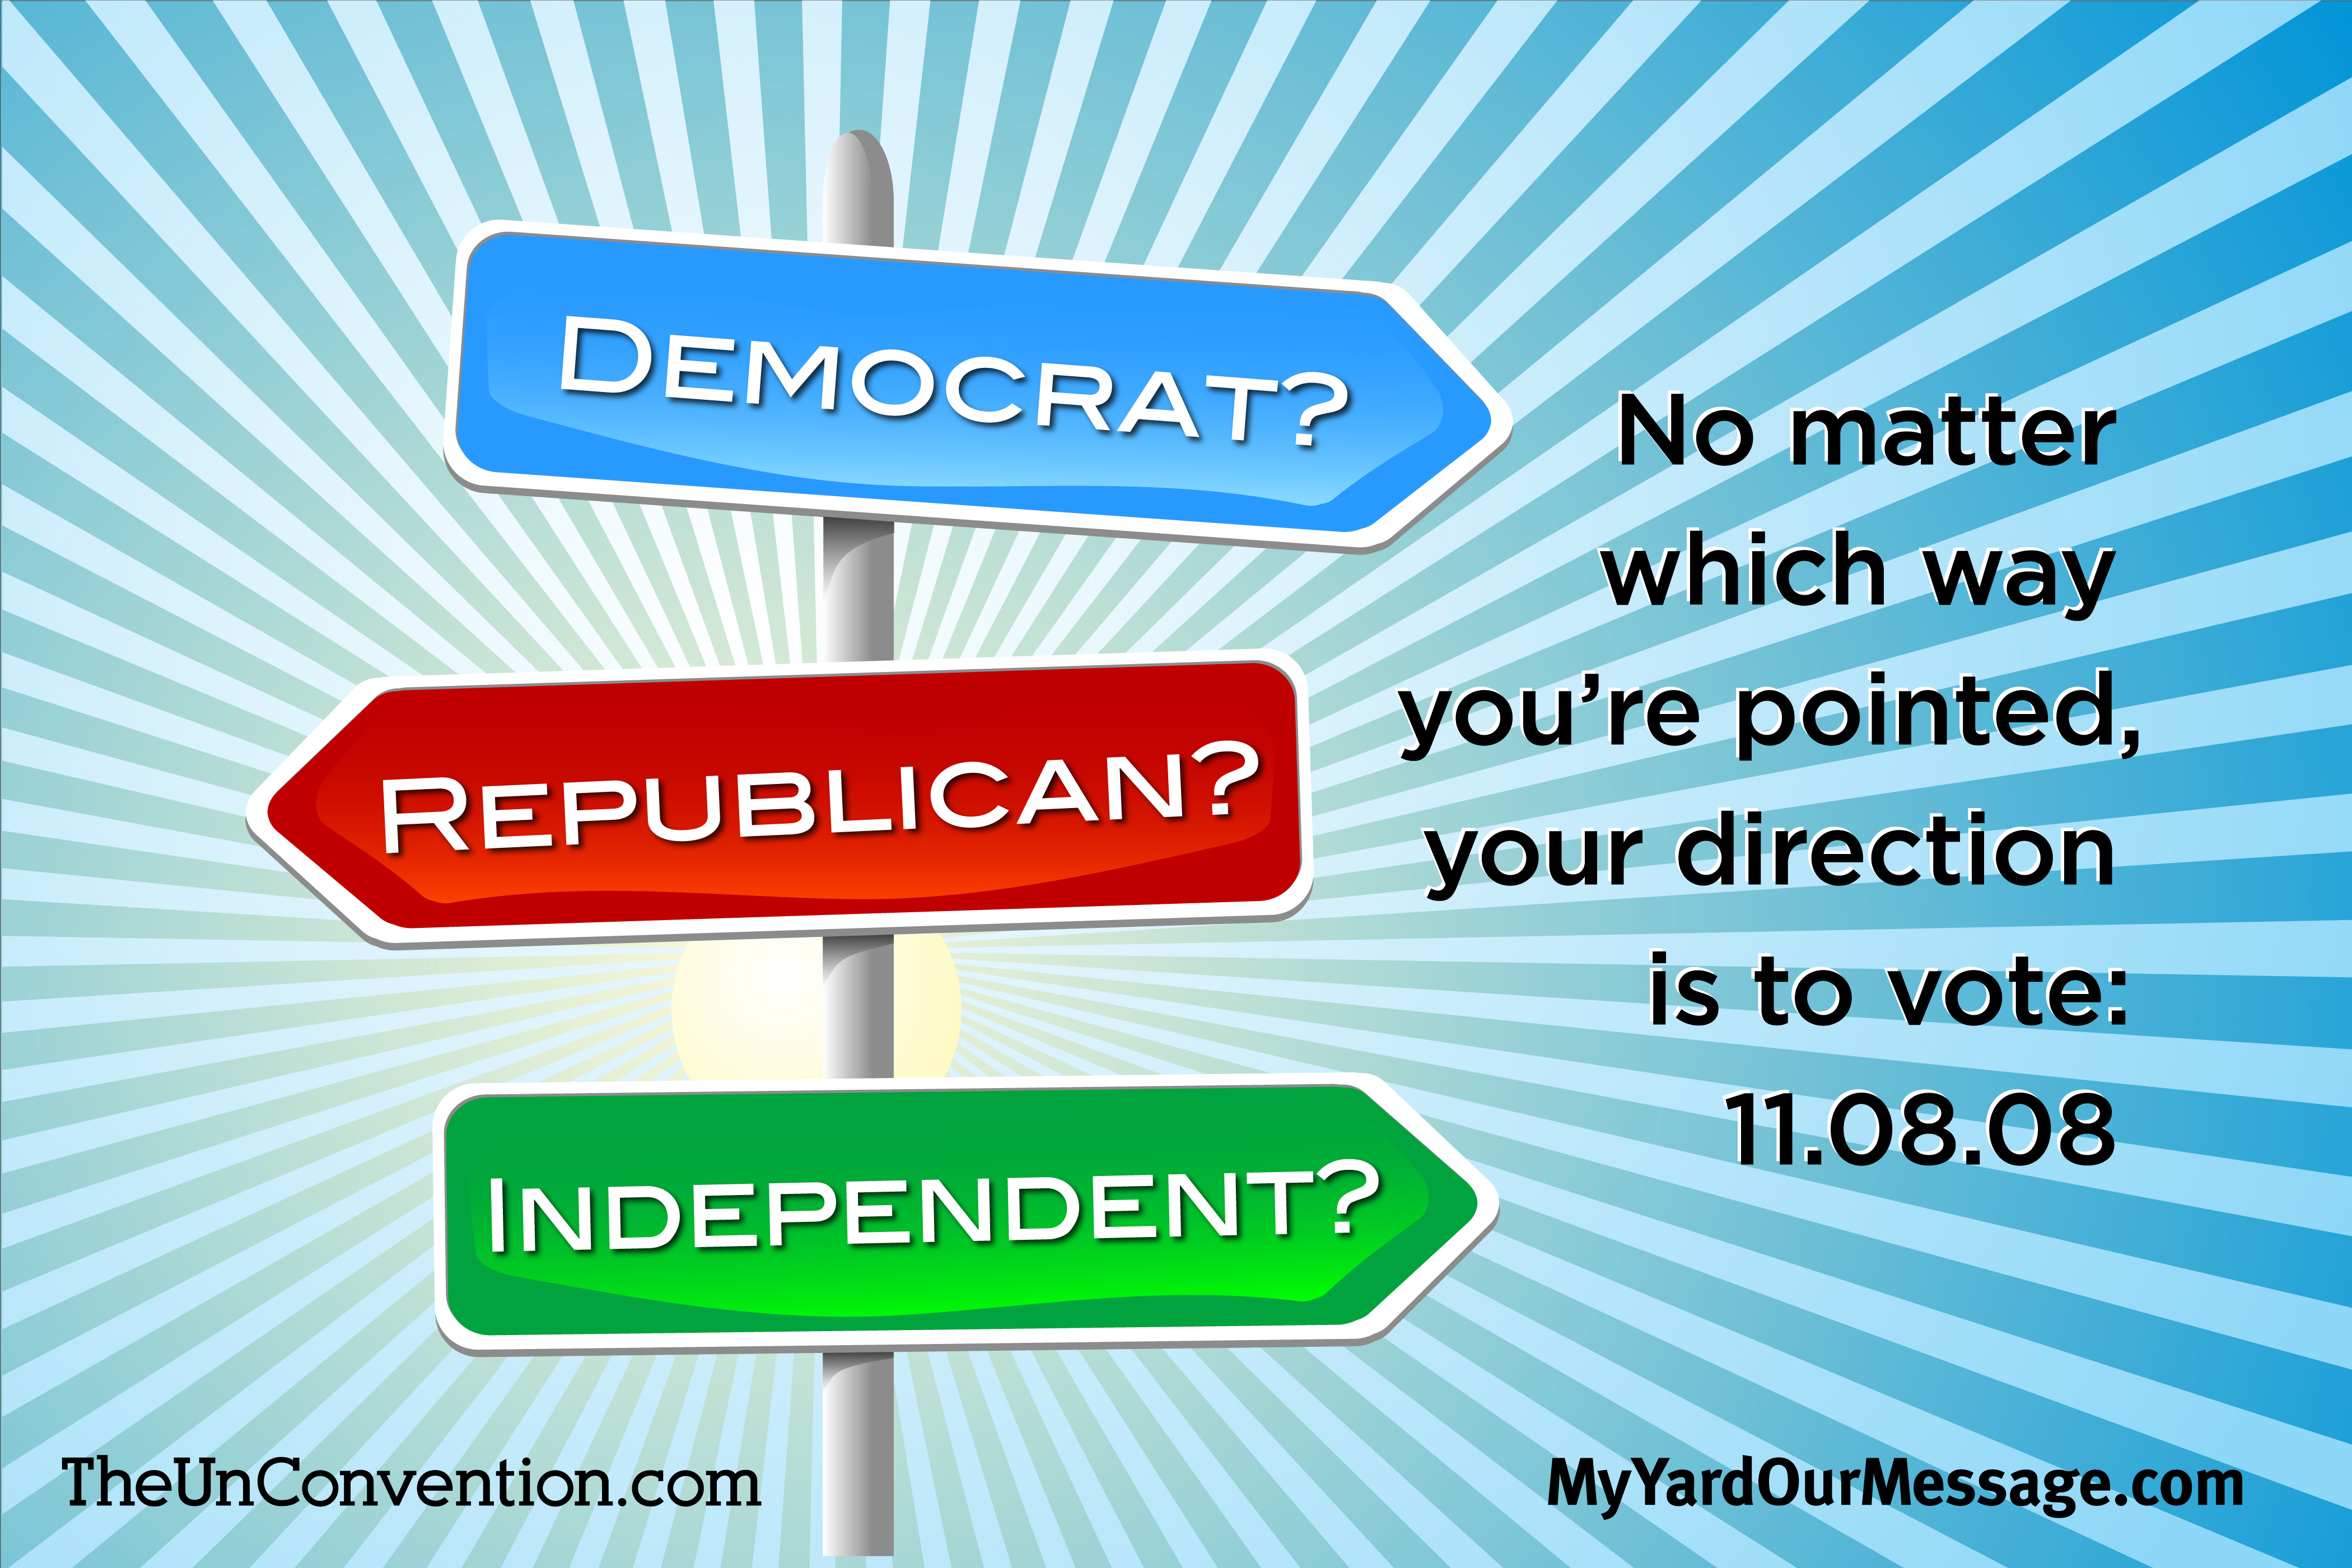 DEMOCRAT?
REPUBLICAN?
INDEPENDENT?
No matter
which way
you're pointed,
your direction
is to vote:
11.08.08
TheUnConvention.com
MyYardOurMessage.com